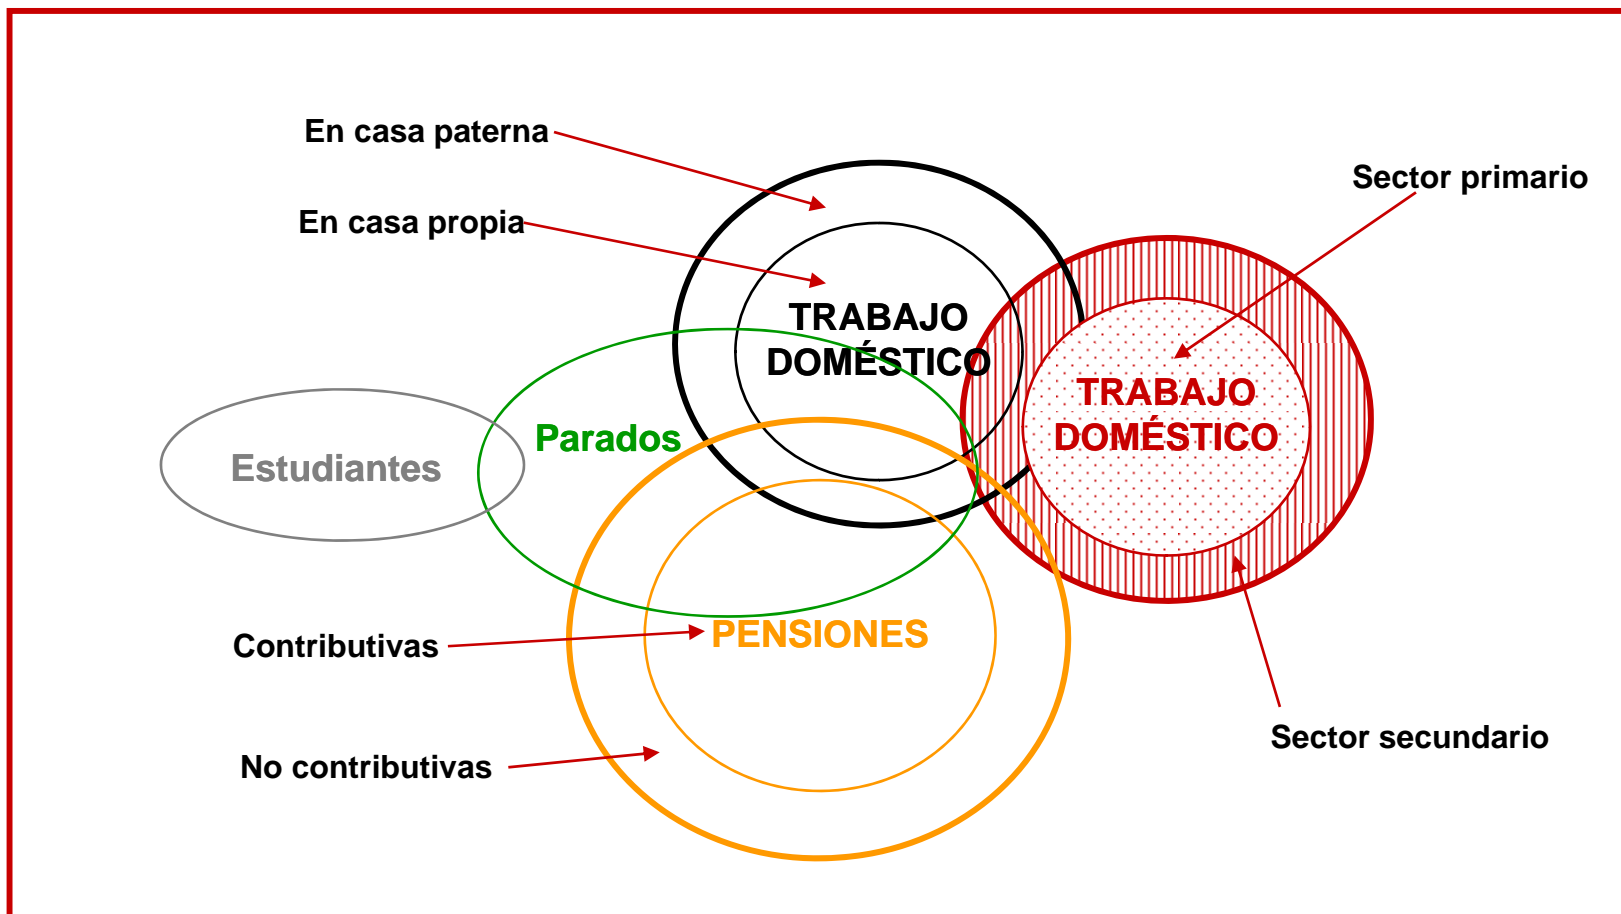 En casa paterna
Sector primario
En casa propia
TRABAJO
DOMÉSTICO
TRABAJO
DOMÉSTICO
Parados
Estudiantes
PENSIONES
Contribuitivas
No contributivas
Sector secundario